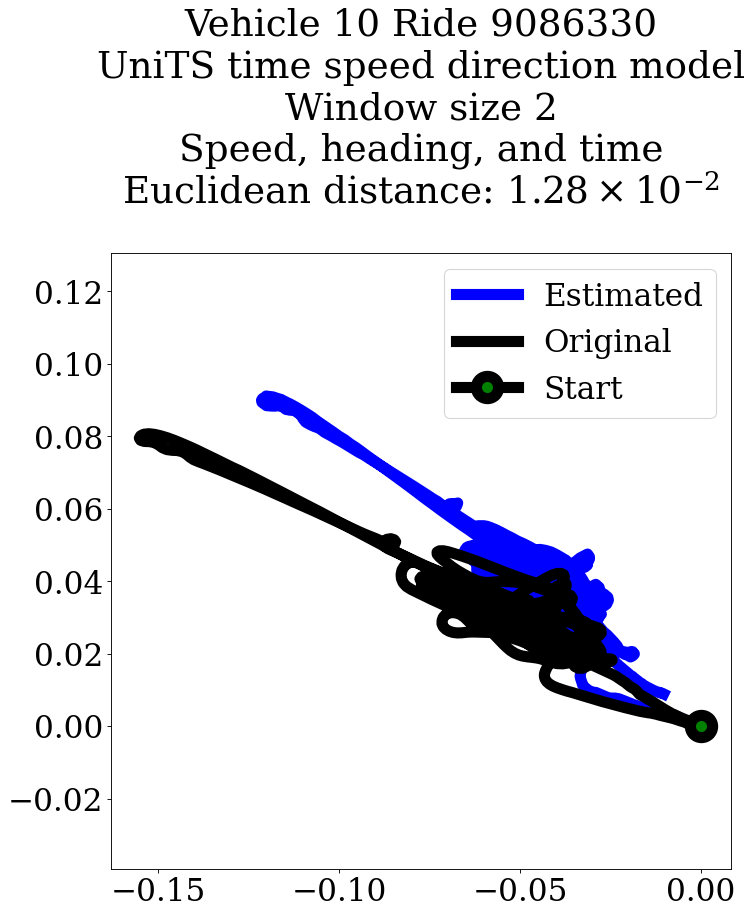 Vehicle 10 Ride 9086330
UniTS time speed direction model
Window size 2
Speed, heading, and time
Euclidean distance: 1.28 × 10⁻²
Estimated
Original
Start
0.12
0.10
0.08
0.06
0.04
0.02
0.00
−0.02
−0.15 −0.10 −0.05 0.00